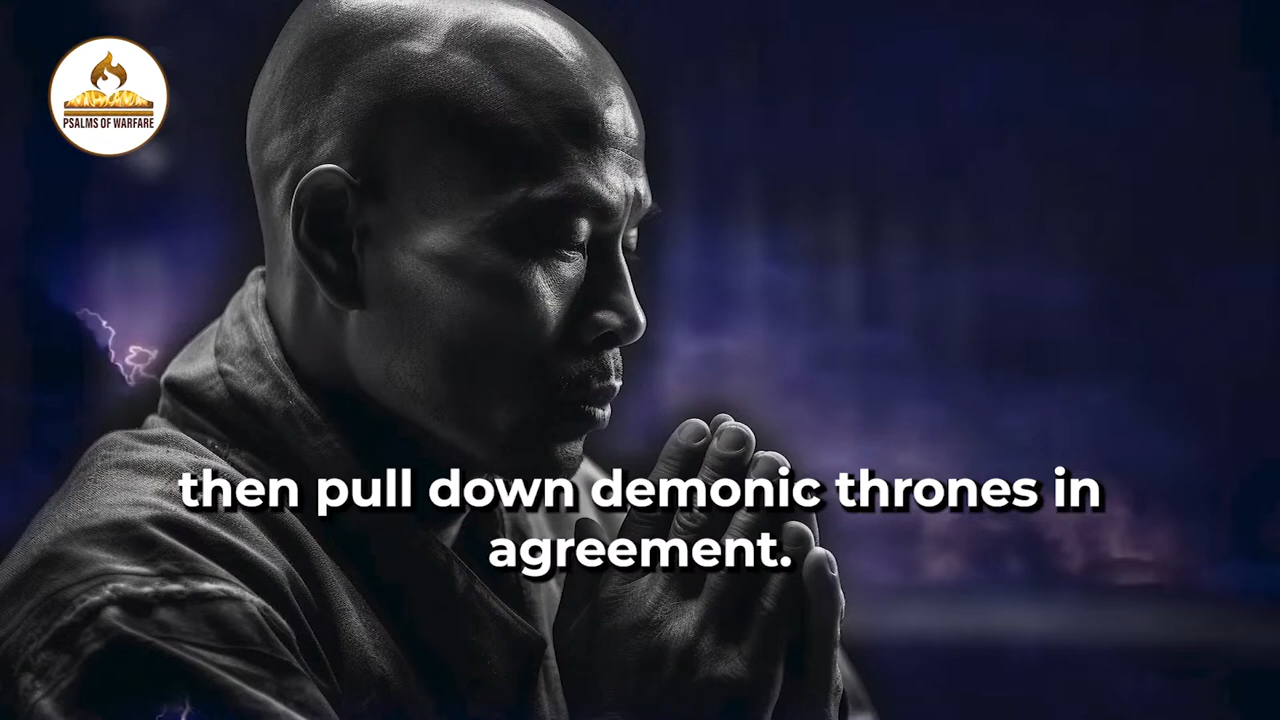 PSALMS OF WARFARE
then pull down demonic thrones in
agreement.